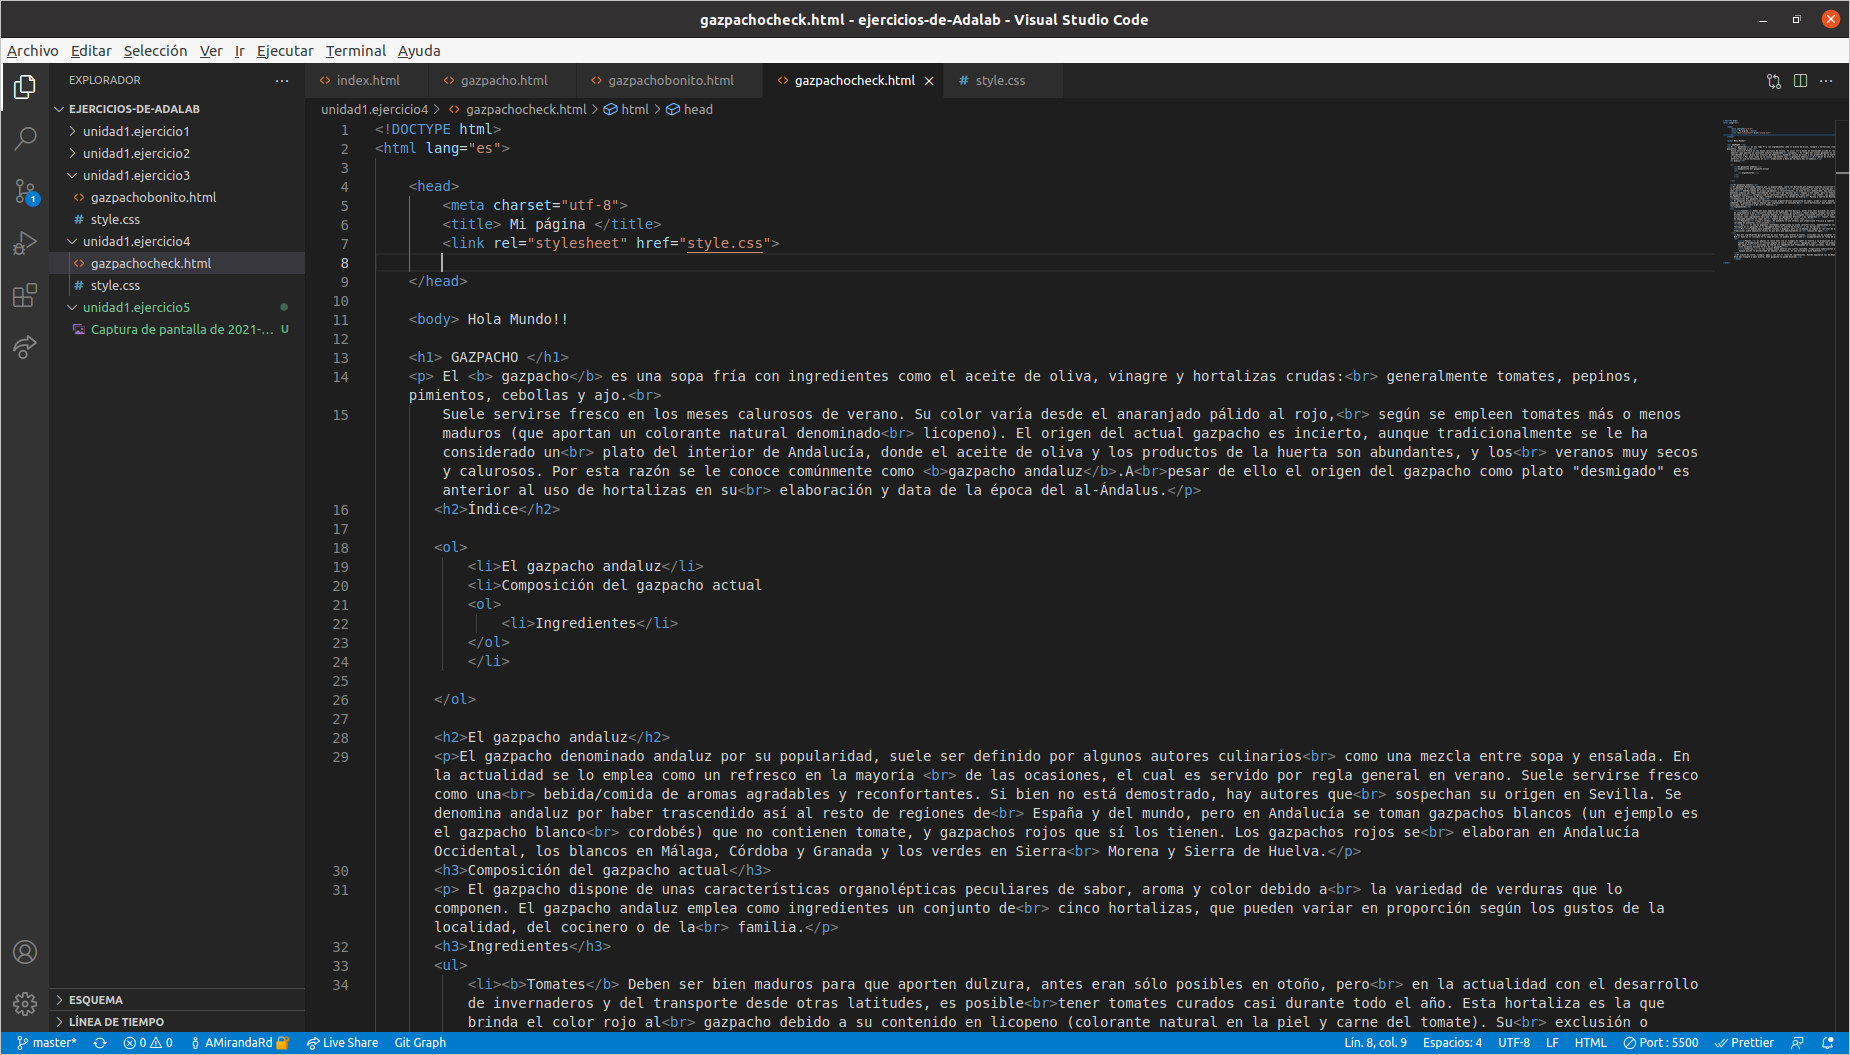 gazpachocheck.html - ejercicios-de-Adalab - Visual Studio Code
Archivo Editar Selección Ver Ir Ejecutar Terminal Ayuda
EXPLORADOR
EJERCICIOS-DE-ADALAB
unidad1.ejercicio1
unidad1.ejercicio2
unidad1.ejercicio3
gazpachobonito.html
# style.css
unidad1.ejercicio4
gazpachocheck.html
# style.css
unidad1.ejercicio5
Captura de pantalla de 2021-... U
ESQUEMA
LÍNEA DE TIEMPO
1
index.html gazpacho.html gazpachobonito.html gazpachocheck.html # style.css
unidad1.ejercicio4 > gazpachocheck.html > html > head
1 <!DOCTYPE html>
2 <html lang="es">
3
4 <head>
5 <meta charset="utf-8">
6 <title> Mi página </title>
7 <link rel="stylesheet" href="style.css">
8
9 </head>
10
11 <body> Hola Mundo!!
12
13 <h1> GAZPACHO </h1>
14 <p> El <b> gazpacho</b> es una sopa fría con ingredientes como el aceite de oliva, vinagre y hortalizas crudas:<br> generalmente tomates, pepinos,
pimientos, cebollas y ajo.<br>
15 Suele servirse fresco en los meses calurosos de verano. Su color varía desde el anaranjado pálido al rojo,<br> según se empleen tomates más o menos
maduros (que aportan un colorante natural denominado<br> licopeno). El origen del actual gazpacho es incierto, aunque tradicionalmente se le ha
considerado un<br> plato del interior de Andalucía, donde el aceite de oliva y los productos de la huerta son abundantes, y los<br> veranos muy secos
y calurosos. Por esta razón se le conoce comúnmente como <b>gazpacho andaluz</b>.A<br>pesar de ello el origen del gazpacho como plato "desmigado" es
anterior al uso de hortalizas en su<br> elaboración y data de la época del al-Ándalus.</p>
16 <h2>Índice</h2>
17
18 <ol>
19 <li>El gazpacho andaluz</li>
20 <li>Composición del gazpacho actual
21 <ol>
22 <li>Ingredientes</li>
23 </ol>
24 </li>
25
26 </ol>
27
28 <h2>El gazpacho andaluz</h2>
29 <p>El gazpacho denominado andaluz por su popularidad, suele ser definido por algunos autores culinarios<br> como una mezcla entre sopa y ensalada. En
la actualidad se lo emplea como un refresco en la mayoría <br> de las ocasiones, el cual es servido por regla general en verano. Suele servirse fresco
como una<br> bebida/comida de aromas agradables y reconfortantes. Si bien no está demostrado, hay autores que<br> sospechan su origen en Sevilla. Se
denomina andaluz por haber trascendido así al resto de regiones de<br> España y del mundo, pero en Andalucía se toman gazpachos blancos (un ejemplo es
el gazpacho blanco<br> cordobés) que no contienen tomate, y gazpachos rojos que sí los tienen. Los gazpachos rojos se<br> elaboran en Andalucía
Occidental, los blancos en Málaga, Córdoba y Granada y los verdes en Sierra<br> Morena y Sierra de Huelva.</p>
30 <h3>Composición del gazpacho actual</h3>
31 <p> El gazpacho dispone de unas características organolépticas peculiares de sabor, aroma y color debido a<br> la variedad de verduras que lo
componen. El gazpacho andaluz emplea como ingredientes un conjunto de<br> cinco hortalizas, que pueden variar en proporción según los gustos de la
localidad, del cocinero o de la<br> familia.</p>
32 <h3>Ingredientes</h3>
33 <ul>
34 <li><b>Tomates</b> Deben ser bien maduros para que aporten dulzura, antes eran sólo posibles en otoño, pero<br> en la actualidad con el desarrollo
de invernaderos y del transporte desde otras latitudes, es posible<br>tener tomates curados casi durante todo el año. Esta hortaliza es la que
brinda el color rojo al<br> gazpacho debido a su contenido en licopeno (colorante natural en la piel y carne del tomate). Su<br> exclusión o
master* 0 0 AMirandaRd Live Share Git Graph Lín. 8, col. 9 Espacios: 4 UTF-8 LF HTML Port : 5500 Prettier